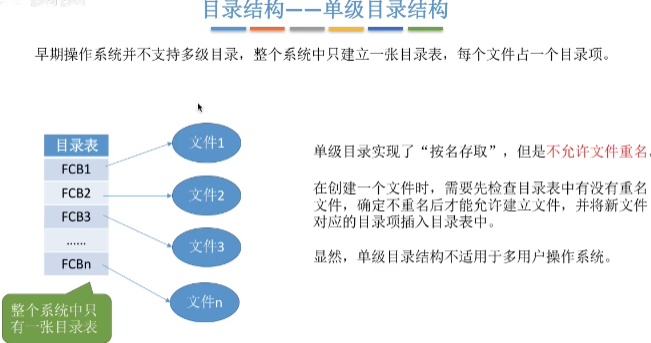 目录结构——单级目录结构
早期操作系统并不支持多级目录，整个系统中只建立一张目录表，每个文件占一个目录项。
目录表
FCB1
FCB2
FCB3
......
FCBn
文件1
文件2
文件3
文件n
整个系统中只
有一张目录表
单级目录实现了“按名存取”，但是不允许文件重名。
在创建一个文件时，需要先检查目录表中有没有重名
文件，确定不重名后才能允许建立文件，并将新文件
对应的目录项插入目录表中。
显然，单级目录结构不适用于多用户操作系统。